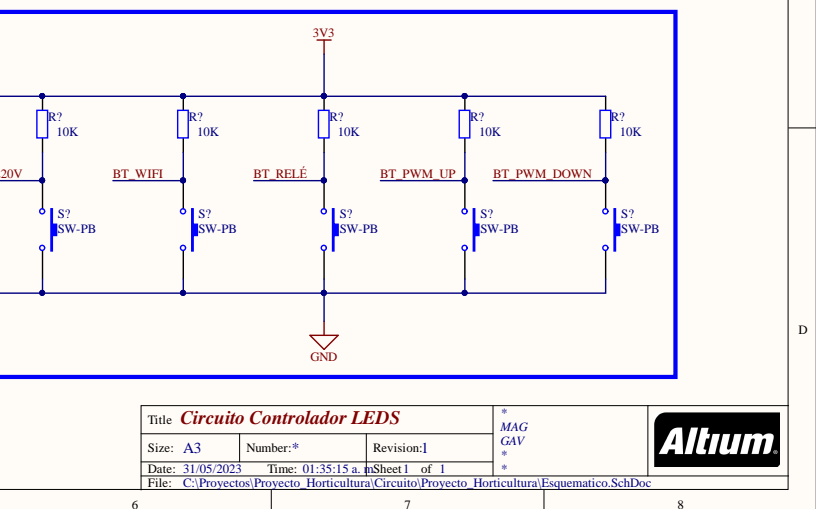 3V3
R? R? R? R? R?
10K 10K 10K 10K 10K
20V BT_WIFI BT_RELÉ BT_PWM_UP BT_PWM_DOWN
S? S? S? S? S?
SW-PB SW-PB SW-PB SW-PB SW-PB
GND
D
Title Circuito Controlador LEDS
*
MAG
GAV
*
*
Size: A3 Number:* Revision:1
Date: 31/05/2023 Time: 01:35:15 a. m. Sheet 1 of 1
File: C:\Proyectos\Proyecto_Horticultura\Circuito\Proyecto_Horticultura\Esquematico.SchDoc
Altıum.
6 7 8